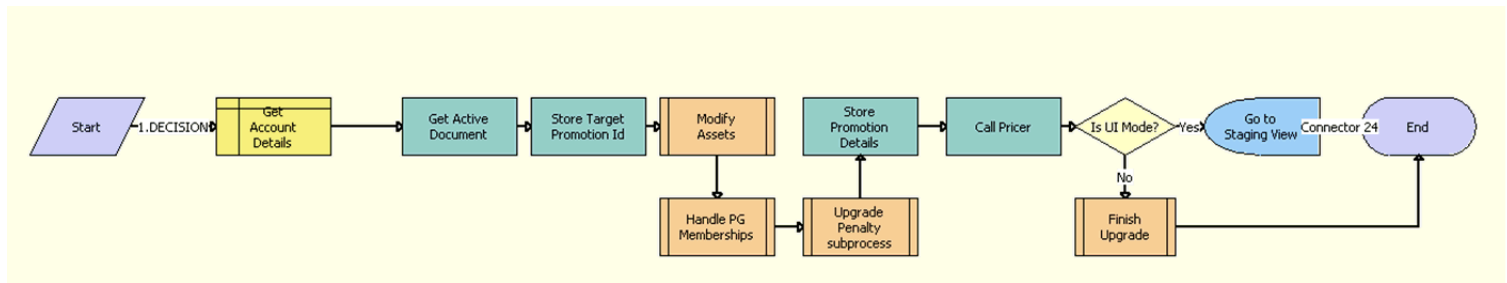 Start
1.DECISION
Get
Account
Details
Get Active
Document
Store Target
Promotion Id
Modify
Assets
Handle PG
Memberships
Upgrade
Penalty
subprocess
Store
Promotion
Details
Call Pricer
Is UI Mode?
Yes
Go to
Staging View
Connector 24
End
No
Finish
Upgrade